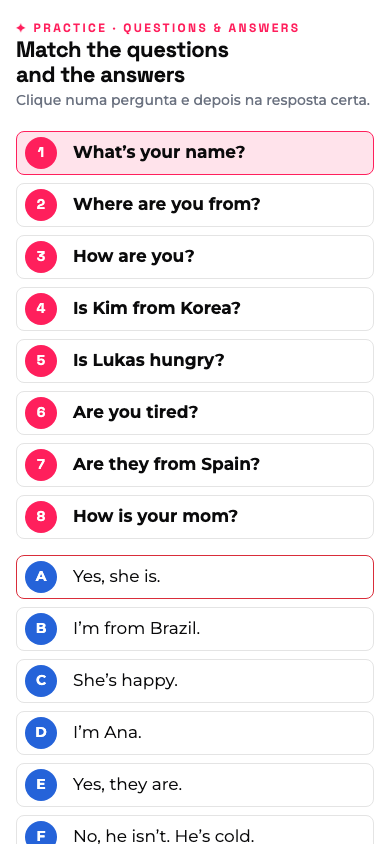 ✦ PRACTICE · QUESTIONS & ANSWERS
Match the questions
and the answers
Clique numa pergunta e depois na resposta certa.
1 What's your name?
2 Where are you from?
3 How are you?
4 Is Kim from Korea?
5 Is Lukas hungry?
6 Are you tired?
7 Are they from Spain?
8 How is your mom?
A Yes, she is.
B I'm from Brazil.
C She's happy.
D I'm Ana.
E Yes, they are.
F No, he isn't. He's cold.